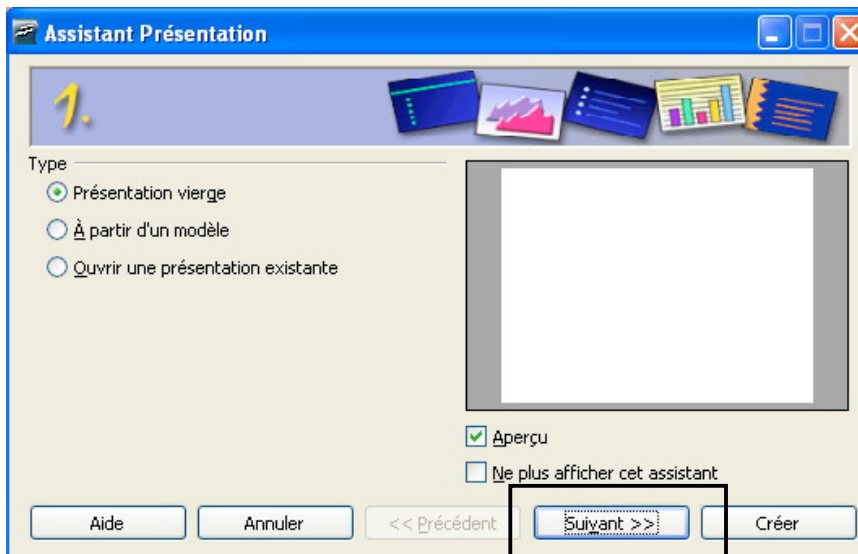 Assistant Présentation
1.
Type
Présentation vierge
À partir d'un modèle
Ouvrir une présentation existante
Aperçu
Ne plus afficher cet assistant
Aide Annuler << Précédent Suivant >> Créer